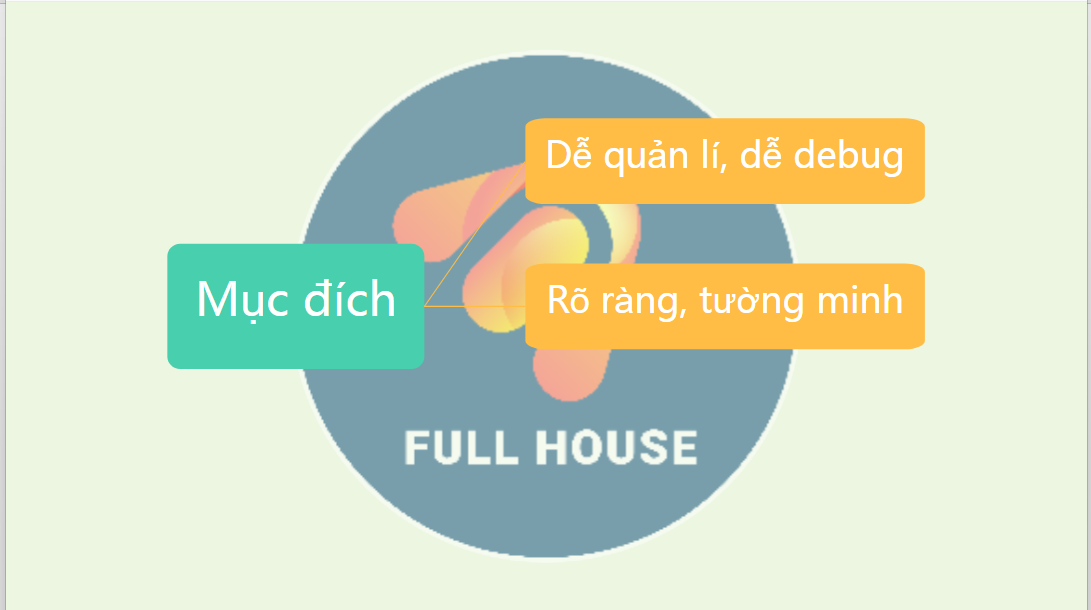 Dễ quản lí, dễ debug
Mục đích
Rõ ràng, tường minh
FULL HOUSE